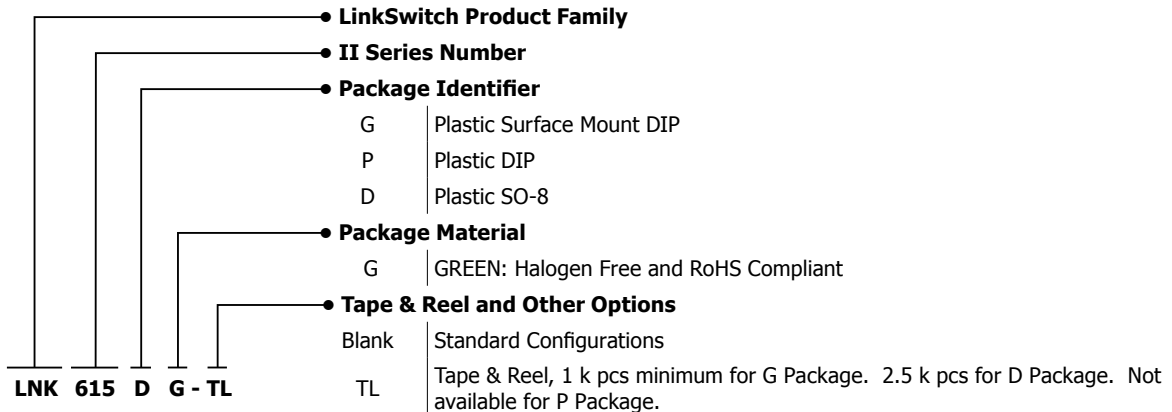 LinkSwitch Product Family
II Series Number
Package Identifier
G Plastic Surface Mount DIP
P Plastic DIP
D Plastic SO-8
Package Material
G GREEN: Halogen Free and RoHS Compliant
Tape & Reel and Other Options
Blank Standard Configurations
TL Tape & Reel, 1 k pcs minimum for G Package. 2.5 k pcs for D Package. Not
available for P Package.
LNK 615 D G - TL